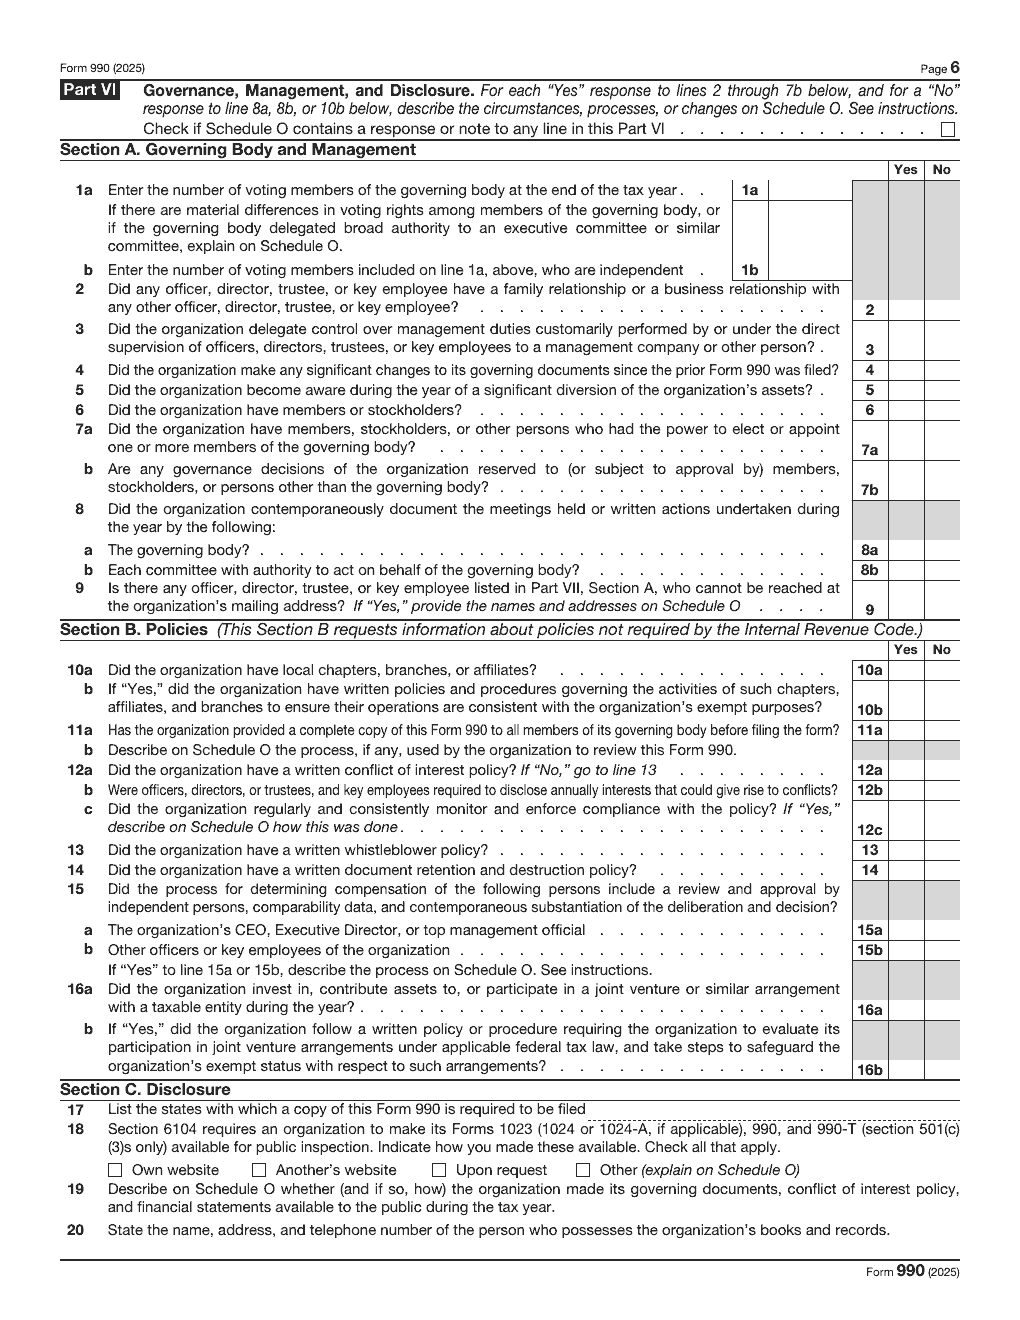 Form 990 (2025) Page 6
Part VI Governance, Management, and Disclosure. For each “Yes” response to lines 2 through 7b below, and for a “No”
response to line 8a, 8b, or 10b below, describe the circumstances, processes, or changes on Schedule O. See instructions.
Check if Schedule O contains a response or note to any line in this Part VI . . . . . . . . . . . . . .
Section A. Governing Body and Management
Yes No
1a Enter the number of voting members of the governing body at the end of the tax year . . 1a
If there are material differences in voting rights among members of the governing body, or
if the governing body delegated broad authority to an executive committee or similar
committee, explain on Schedule O.
b Enter the number of voting members included on line 1a, above, who are independent . 1b
2 Did any officer, director, trustee, or key employee have a family relationship or a business relationship with
any other officer, director, trustee, or key employee? . . . . . . . . . . . . . . . . . . . . 2
3 Did the organization delegate control over management duties customarily performed by or under the direct
supervision of officers, directors, trustees, or key employees to a management company or other person? . 3
4 Did the organization make any significant changes to its governing documents since the prior Form 990 was filed? 4
5 Did the organization become aware during the year of a significant diversion of the organization’s assets? . 5
6 Did the organization have members or stockholders? . . . . . . . . . . . . . . . . . . . . 6
7a Did the organization have members, stockholders, or other persons who had the power to elect or appoint
one or more members of the governing body? . . . . . . . . . . . . . . . . . . . . . . 7a
b Are any governance decisions of the organization reserved to (or subject to approval by) members,
stockholders, or persons other than the governing body? . . . . . . . . . . . . . . . . . . . 7b
8 Did the organization contemporaneously document the meetings held or written actions undertaken during
the year by the following:
a The governing body? . . . . . . . . . . . . . . . . . . . . . . . . . . . . . . . . 8a
b Each committee with authority to act on behalf of the governing body? . . . . . . . . . . . . . 8b
9 Is there any officer, director, trustee, or key employee listed in Part VII, Section A, who cannot be reached at
the organization’s mailing address? If “Yes,” provide the names and addresses on Schedule O . . . . 9
Section B. Policies (This Section B requests information about policies not required by the Internal Revenue Code.)
Yes No
10a Did the organization have local chapters, branches, or affiliates? . . . . . . . . . . . . . . . 10a
b If “Yes,” did the organization have written policies and procedures governing the activities of such chapters,
affiliates, and branches to ensure their operations are consistent with the organization’s exempt purposes? 10b
11a Has the organization provided a complete copy of this Form 990 to all members of its governing body before filing the form? 11a
b Describe on Schedule O the process, if any, used by the organization to review this Form 990.
12a Did the organization have a written conflict of interest policy? If “No,” go to line 13 . . . . . . . . 12a
b Were officers, directors, or trustees, and key employees required to disclose annually interests that could give rise to conflicts? 12b
c Did the organization regularly and consistently monitor and enforce compliance with the policy? If “Yes,”
describe on Schedule O how this was done . . . . . . . . . . . . . . . . . . . . . . . . 12c
13 Did the organization have a written whistleblower policy? . . . . . . . . . . . . . . . . . . . 13
14 Did the organization have a written document retention and destruction policy? . . . . . . . . . . 14
15 Did the process for determining compensation of the following persons include a review and approval by
independent persons, comparability data, and contemporaneous substantiation of the deliberation and decision?
a The organization’s CEO, Executive Director, or top management official . . . . . . . . . . . . . 15a
b Other officers or key employees of the organization . . . . . . . . . . . . . . . . . . . . . 15b
If “Yes” to line 15a or 15b, describe the process on Schedule O. See instructions.
16a Did the organization invest in, contribute assets to, or participate in a joint venture or similar arrangement
with a taxable entity during the year? . . . . . . . . . . . . . . . . . . . . . . . . . . 16a
b If “Yes,” did the organization follow a written policy or procedure requiring the organization to evaluate its
participation in joint venture arrangements under applicable federal tax law, and take steps to safeguard the
organization’s exempt status with respect to such arrangements? . . . . . . . . . . . . . . . 16b
Section C. Disclosure
17 List the states with which a copy of this Form 990 is required to be filed
18 Section 6104 requires an organization to make its Forms 1023 (1024 or 1024-A, if applicable), 990, and 990-T (section 501(c)
(3)s only) available for public inspection. Indicate how you made these available. Check all that apply.
Own website Another’s website Upon request Other (explain on Schedule O)
19 Describe on Schedule O whether (and if so, how) the organization made its governing documents, conflict of interest policy,
and financial statements available to the public during the tax year.
20 State the name, address, and telephone number of the person who possesses the organization’s books and records.
Form 990 (2025)